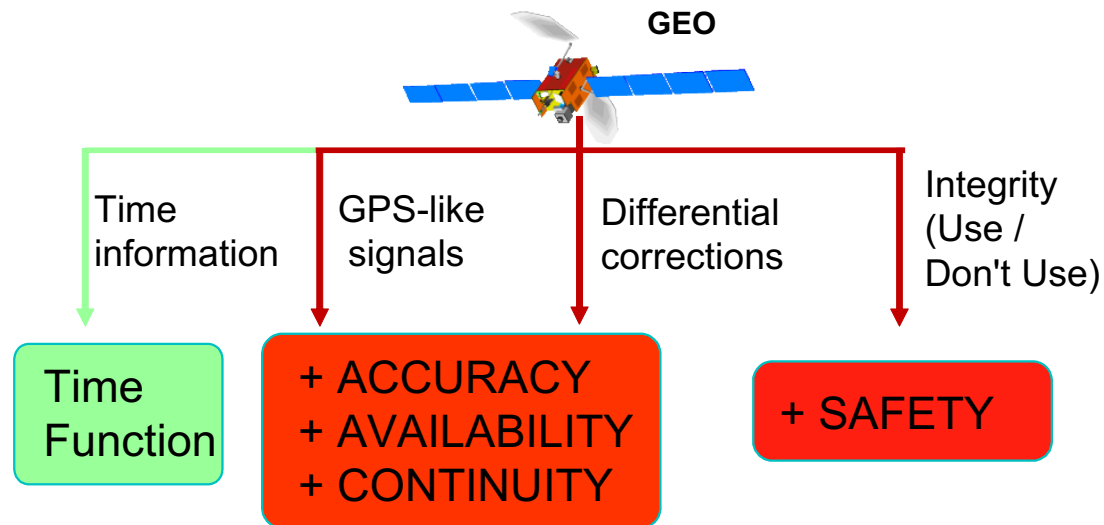 GEO
Time
information
GPS-like
signals
Differential
corrections
Integrity
(Use /
Don't Use)
Time
Function
+ ACCURACY
+ AVAILABILITY
+ CONTINUITY
+ SAFETY